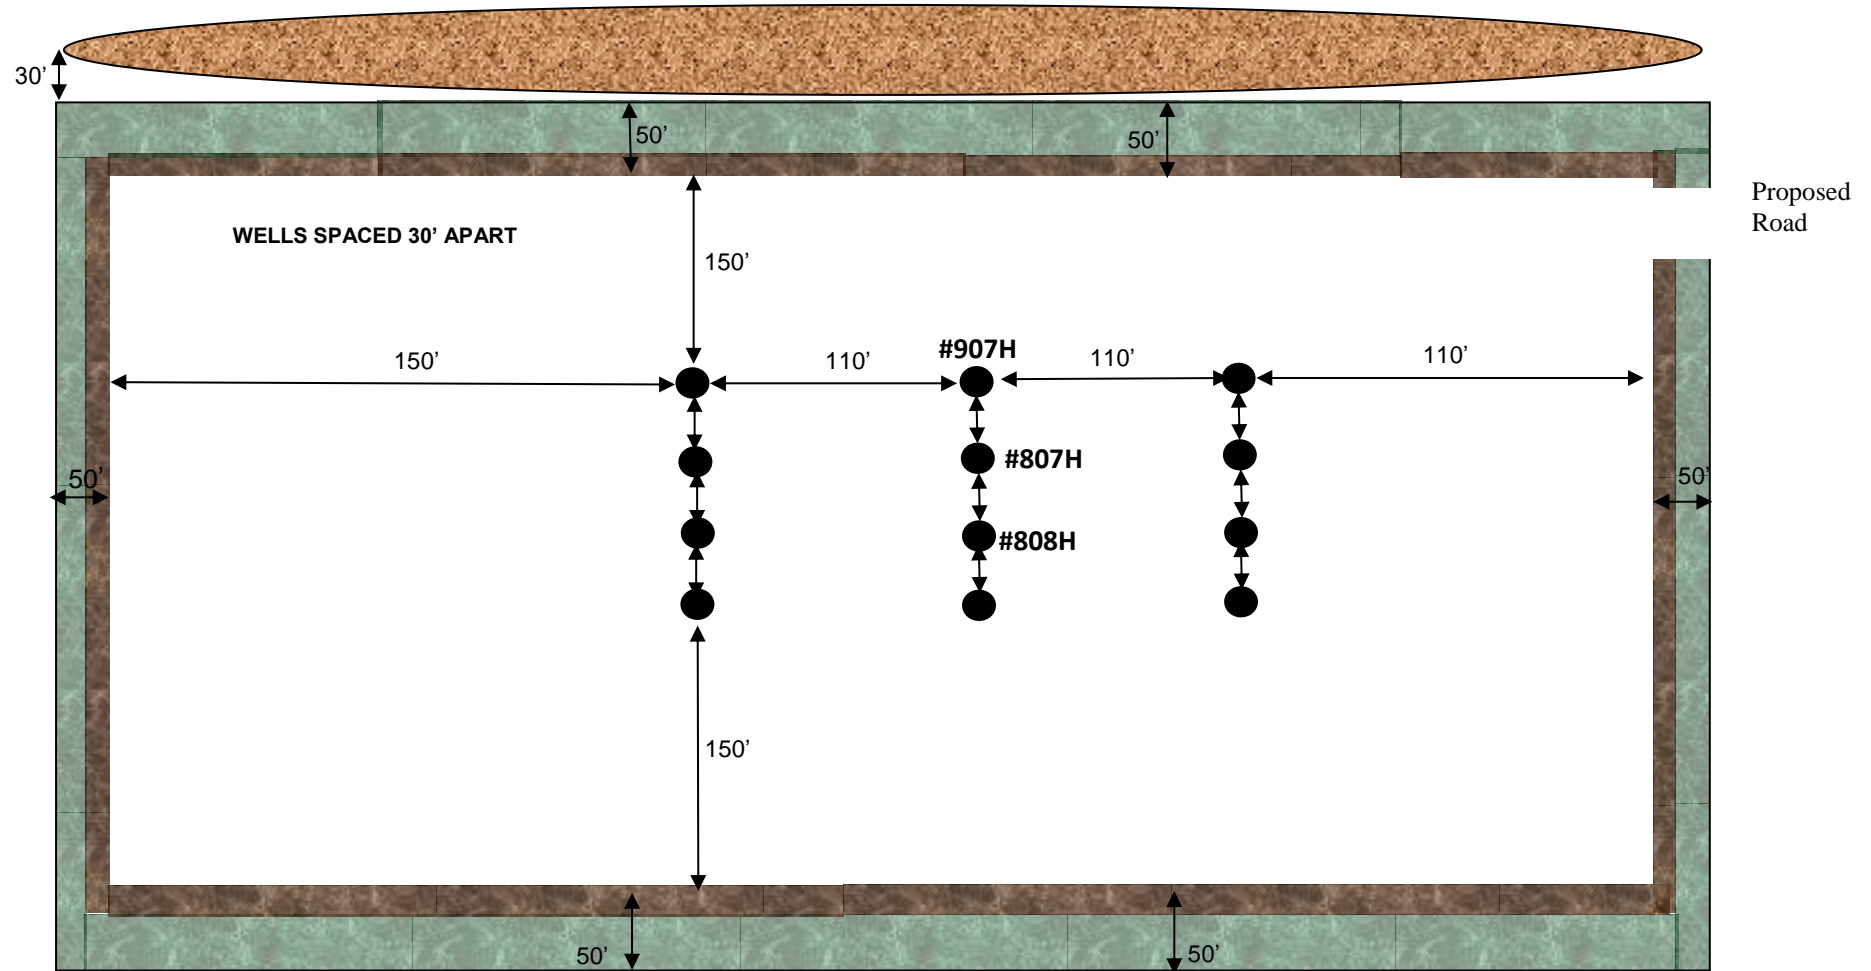 30’
50’
50’
Proposed
Road
WELLS SPACED 30’ APART
150’
#907H
150’
110’
110’
110’
#807H
50’
50’
#808H
150’
50’
50’